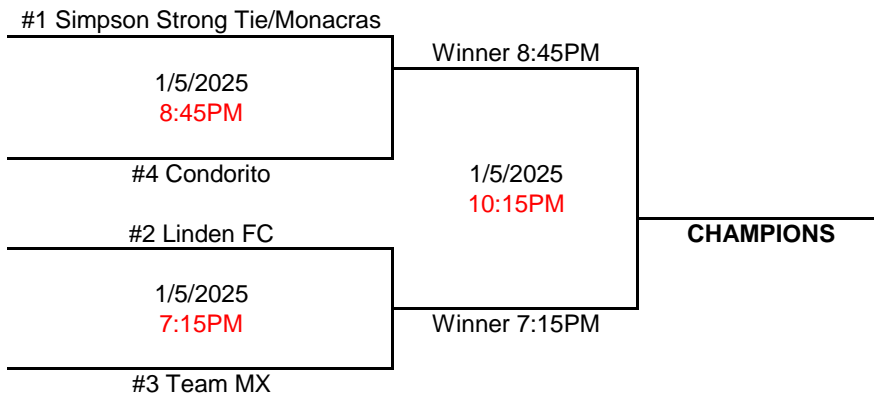 #1 Simpson Strong Tie/Monacras
Winner 8:45PM
1/5/2025
8:45PM
#4 Condorito
1/5/2025
10:15PM
#2 Linden FC
CHAMPIONS
1/5/2025
7:15PM
Winner 7:15PM
#3 Team MX